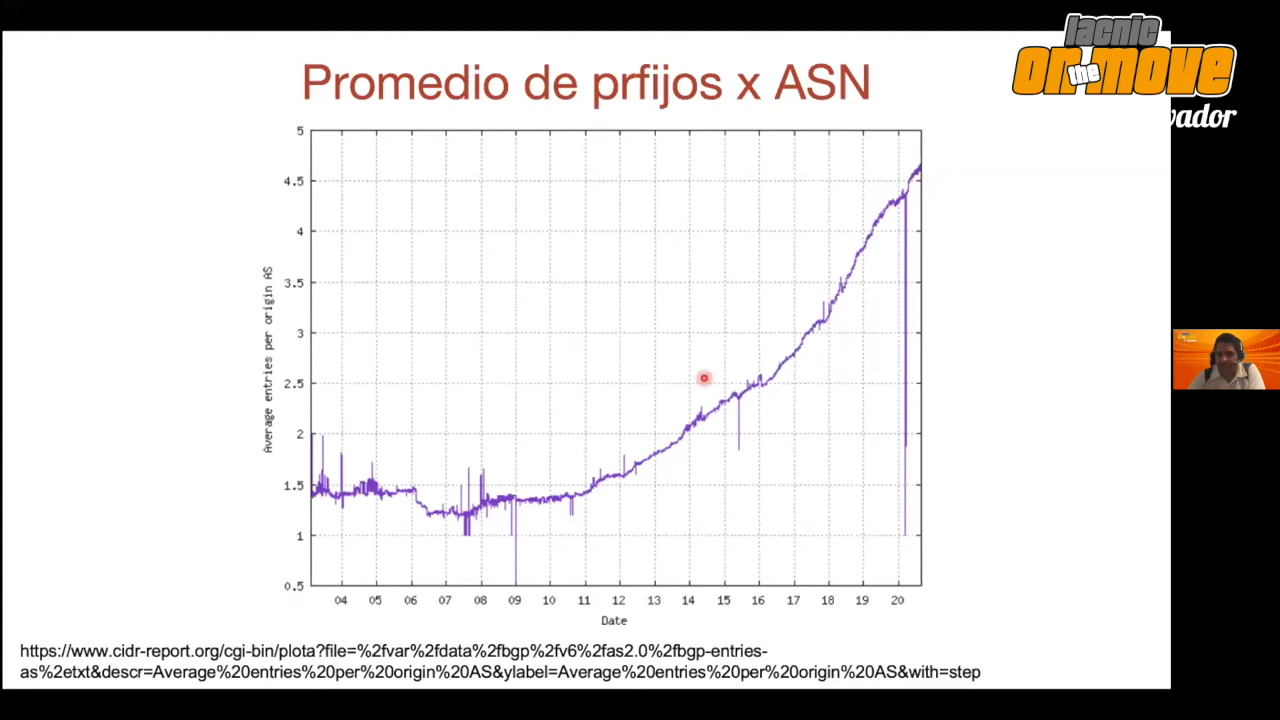 lacnic
on the move
vador
Promedio de prfijos x ASN
5
4.5
4
3.5
3
2.5
2
1.5
1
0.5
Average entries per origin AS
04 05 06 07 08 09 10 11 12 13 14 15 16 17 18 19 20
Date
https://www.cidr-report.org/cgi-bin/plota?file=%2fvar%2fdata%2fbgp%2fv6%2fas2.0%2fbgp-entries-
as%2etxt&descr=Average%20entries%20per%20origin%20AS&ylabel=Average%20entries%20per%20origin%20AS&with=step